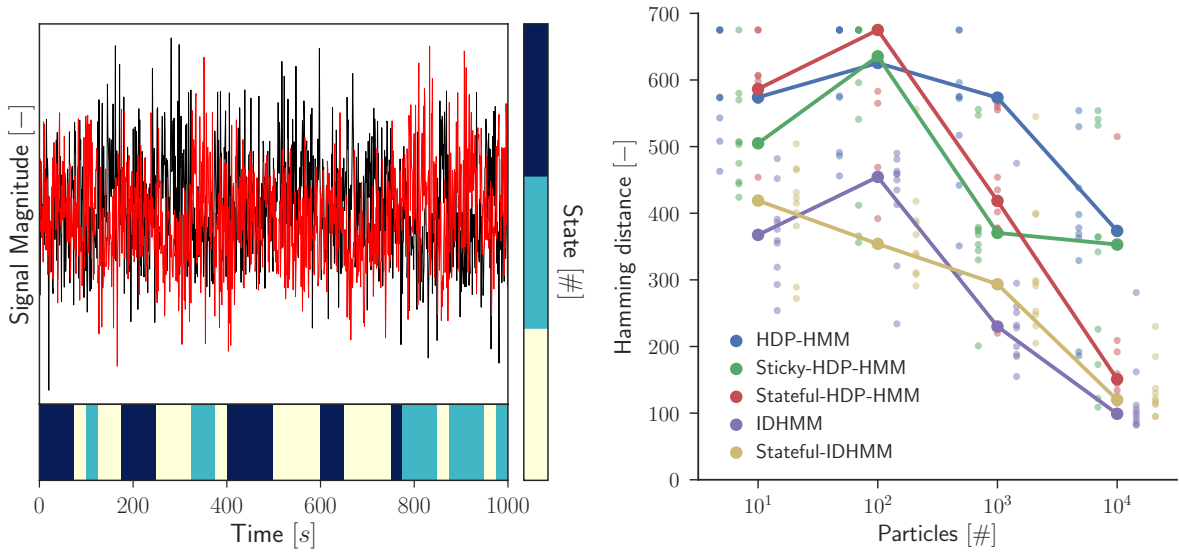 Signal Magnitude [−]
0
200
400
600
800
1000
Time [s]
State [#]
700
600
500
400
300
200
100
0
Hamming distance [−]
HDP-HMM
Sticky-HDP-HMM
Stateful-HDP-HMM
IDHMM
Stateful-IDHMM
10¹
10²
10³
10⁴
Particles [#]